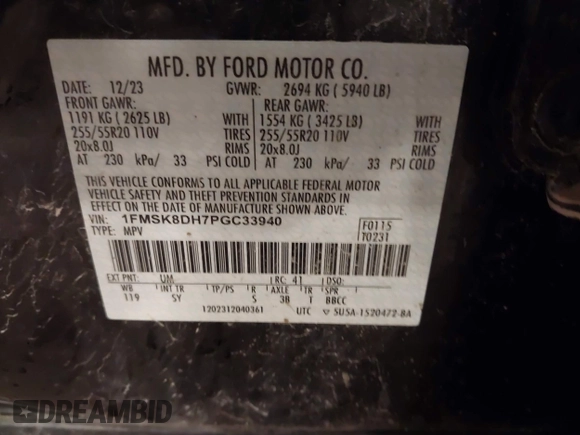 MFD. BY FORD MOTOR CO.
DATE: 12/23 GVWR: 2694 KG ( 5940 LB)
FRONT GAWR: REAR GAWR:
1191 KG ( 2625 LB) WITH 1554 KG ( 3425 LB) WITH
255/55R20 110V TIRES 255/55R20 110V TIRES
20x8.0J RIMS 20x8.0J RIMS
AT 230 kPa/ 33 PSI COLD AT 230 kPa/ 33 PSI COLD
THIS VEHICLE CONFORMS TO ALL APPLICABLE FEDERAL MOTOR
VEHICLE SAFETY AND BUMPER STANDARDS IN
EFFECT ON THE DATE OF MANUFACTURE SHOWN ABOVE.
VIN: 1FMSK8DH7PGC33940 F0115
TYPE: MPV T0231
EXT PNT: UM RC: 41 DSO:
WB INT TR TP/PS R AXLE TR SPR
119 SY S 3B T BBCC
1202312040361 UTC ▽ SUSA-1520472-BA
DREAMBID